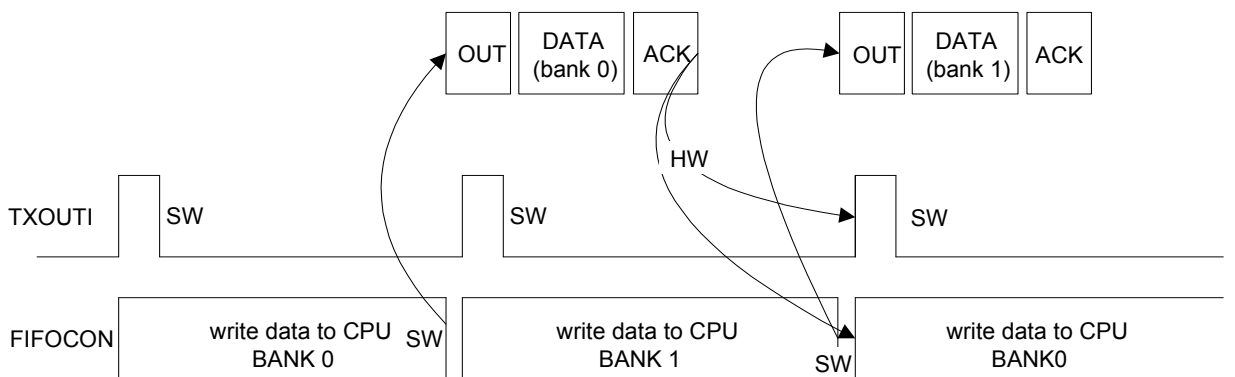 OUT
DATA
(bank 0)
ACK
OUT
DATA
(bank 1)
ACK
HW
TXOUTI
SW
SW
SW
FIFOCON
write data to CPU
BANK 0
SW
write data to CPU
BANK 1
SW
write data to CPU
BANK0